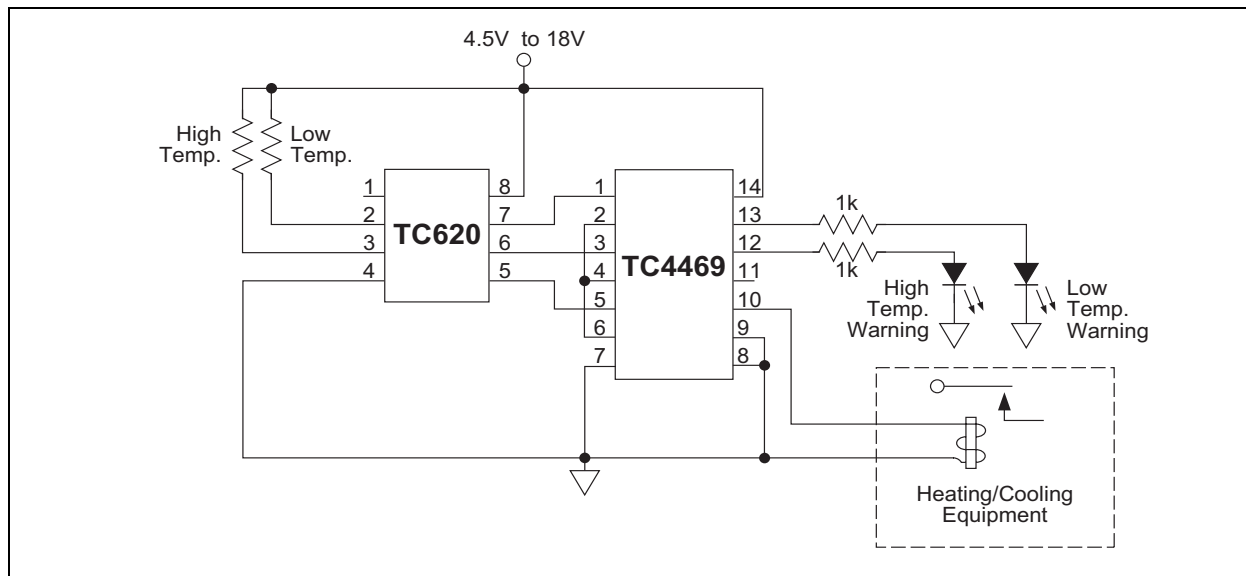 4.5V to 18V
High
Temp.
Low
Temp.
1
2
3
4
TC620
8
7
6
5
1
2
3
4
5
6
7
TC4469
14
13
12
11
10
9
8
1k
1k
High
Temp.
Warning
Low
Temp.
Warning
Heating/Cooling
Equipment